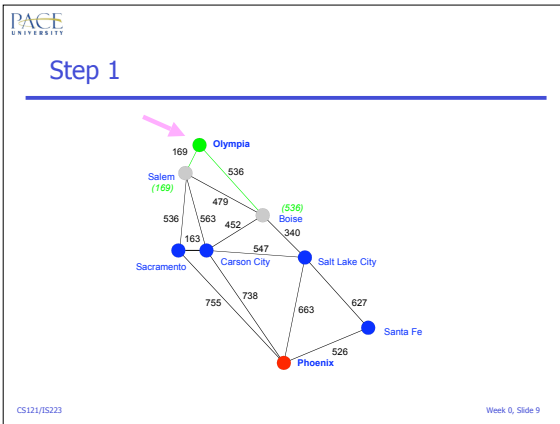 PACE
UNIVERSITY
Step 1
Olympia
169
536
Salem
(169)
479
(536)
Boise
536
563
452
340
163
547
Sacramento
Carson City
Salt Lake City
755
738
663
627
Santa Fe
526
Phoenix
CS121/IS223
Week 0, Slide 9